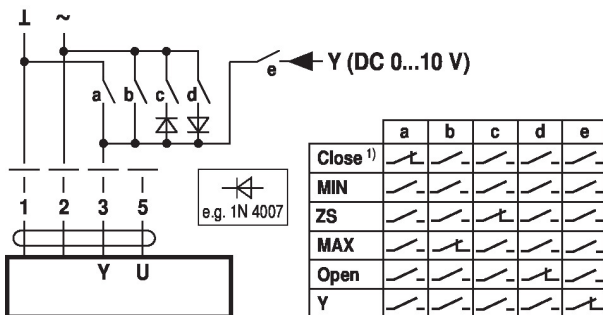 ⊥ ~
e Y (DC 0...10 V)
a b c d
1 2 3 5
e.g. 1N 4007
Y U
a b c d e
Close 1)
MIN
ZS
MAX
Open
Y